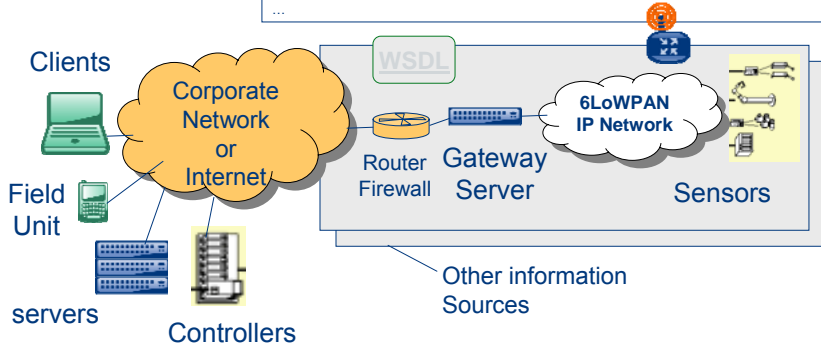 ...
WSDL
Clients
Corporate
Network
or
Internet
6LoWPAN
IP Network
Router
Firewall
Gateway
Server
Sensors
Field
Unit
Other information
Sources
servers
Controllers